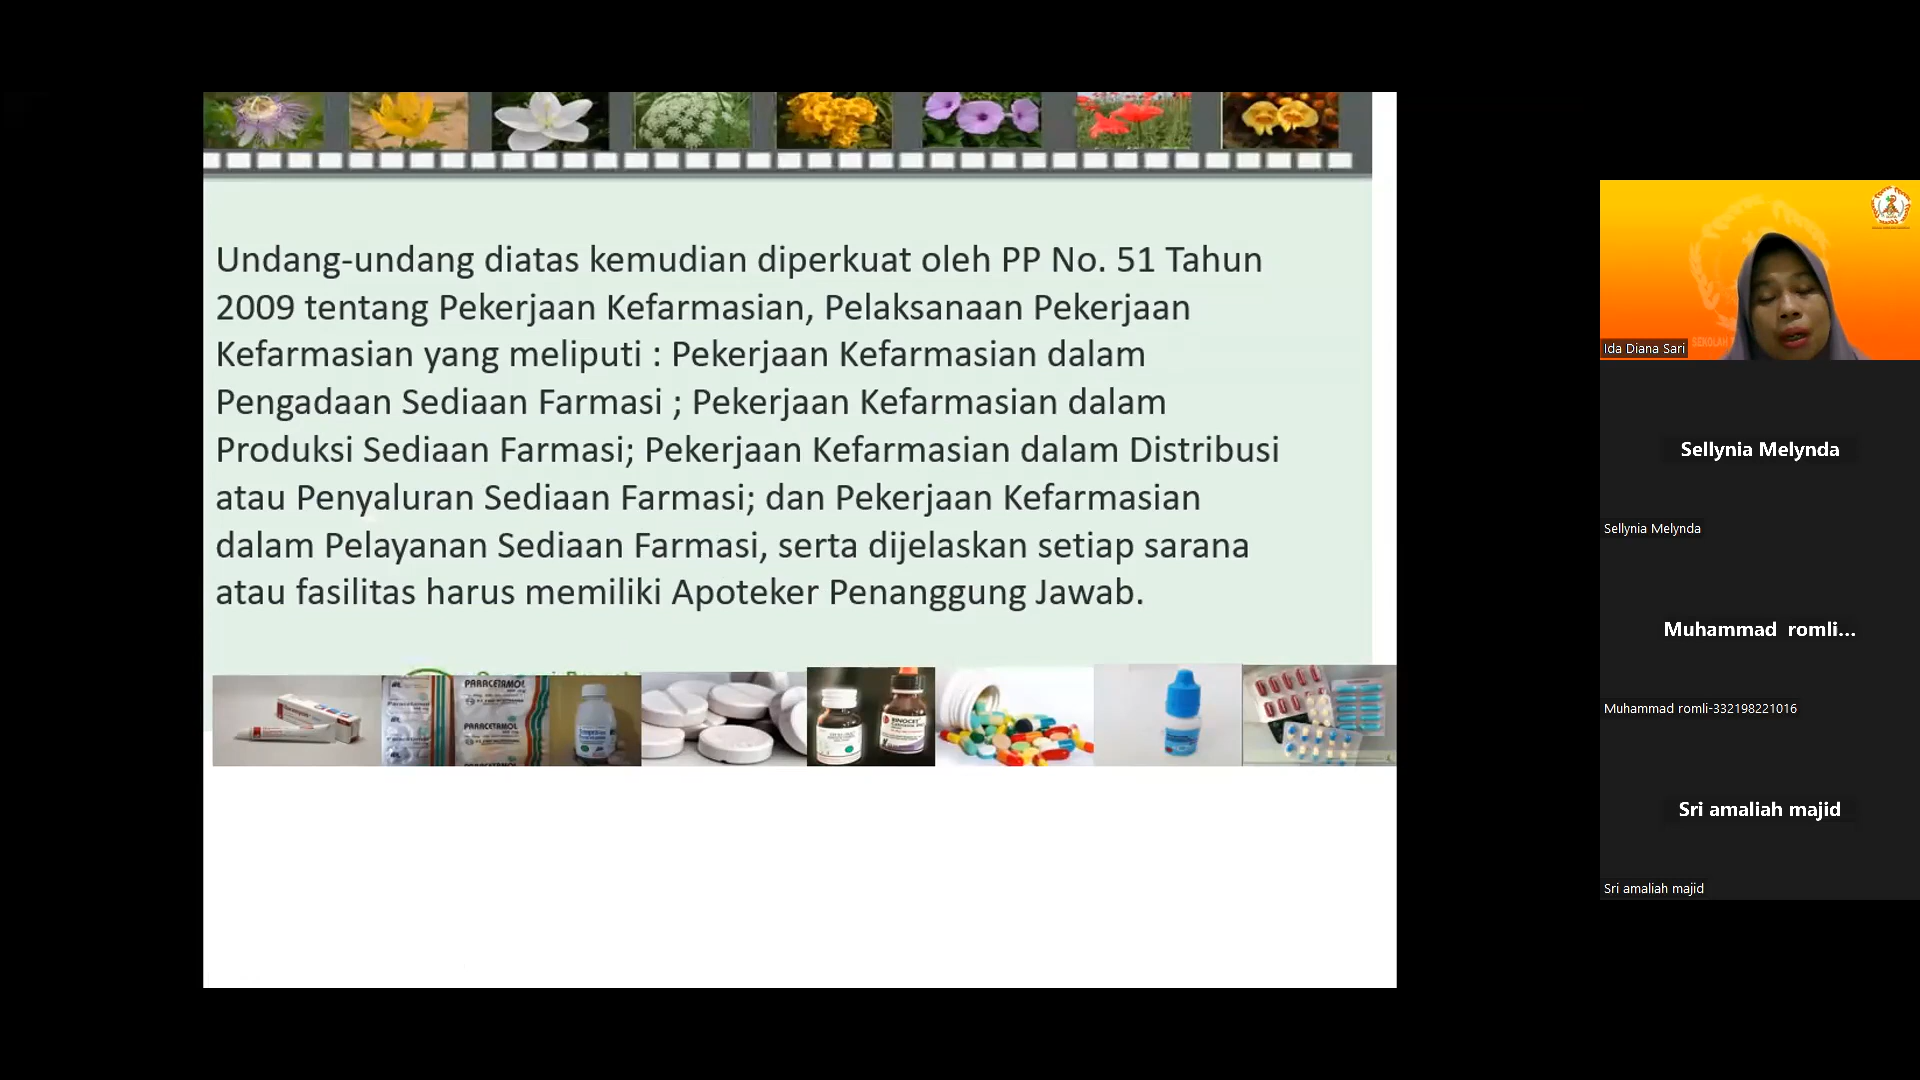 Undang-undang diatas kemudian diperkuat oleh PP No. 51 Tahun
2009 tentang Pekerjaan Kefarmasian, Pelaksanaan Pekerjaan
Kefarmasian yang meliputi : Pekerjaan Kefarmasian dalam
Pengadaan Sediaan Farmasi ; Pekerjaan Kefarmasian dalam
Produksi Sediaan Farmasi; Pekerjaan Kefarmasian dalam Distribusi
atau Penyaluran Sediaan Farmasi; dan Pekerjaan Kefarmasian
dalam Pelayanan Sediaan Farmasi, serta dijelaskan setiap sarana
atau fasilitas harus memiliki Apoteker Penanggung Jawab.
Paracetamol
PARACETAMOL
PARACETAMOL
PARACETAMOL
RINOCET
SEKOLAH
Ida Diana Sari
Sellynia Melynda
Sellynia Melynda
Muhammad romli...
Muhammad romli-332198221016
Sri amaliah majid
Sri amaliah majid